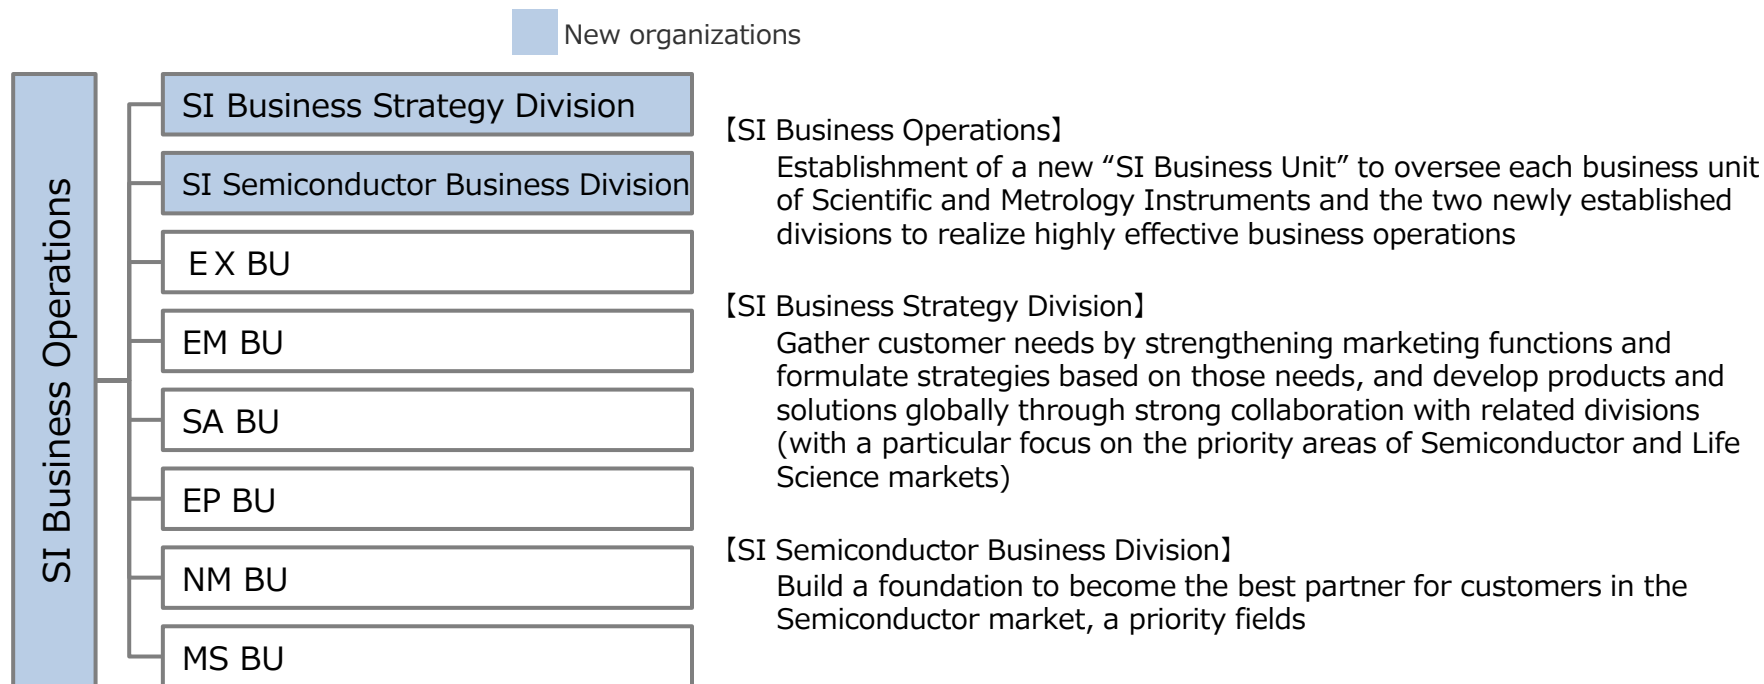 New organizations
SI Business Operations
SI Business Strategy Division
SI Semiconductor Business Division
E X BU
EM BU
SA BU
EP BU
NM BU
MS BU
【SI Business Operations】
Establishment of a new “SI Business Unit” to oversee each business unit
of Scientific and Metrology Instruments and the two newly established
divisions to realize highly effective business operations
【SI Business Strategy Division】
Gather customer needs by strengthening marketing functions and
formulate strategies based on those needs, and develop products and
solutions globally through strong collaboration with related divisions
(with a particular focus on the priority areas of Semiconductor and Life
Science markets)
【SI Semiconductor Business Division】
Build a foundation to become the best partner for customers in the
Semiconductor market, a priority fields